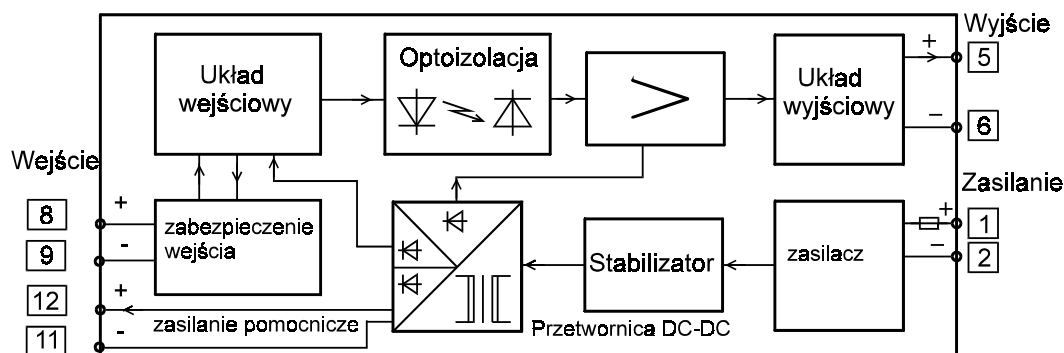 Wyjście
Układ
wejściowy
Optoizolacja
>
Układ
wyjściowy
+
5
−
6
Wejście
Zasilanie
8
+
zabezpieczenie
wejścia
-
9
Stabilizator
zasilacz
+
1
−
2
12
+
zasilanie pomocnicze
Przetwornica DC-DC
-
11